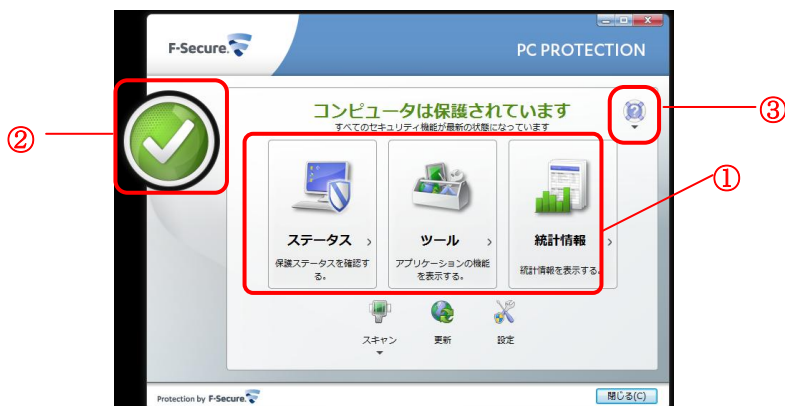 F-Secure.
PC PROTECTION
コンピュータは保護されています
すべてのセキュリティ機能が最新の状態になっています
②
③
①
ステータス
保護ステータスを確認する。
ツール
アプリケーションの機能を表示する。
統計情報
統計情報を表示する。
スキャン
更新
設定
Protection by F-Secure.
閉じる(C)